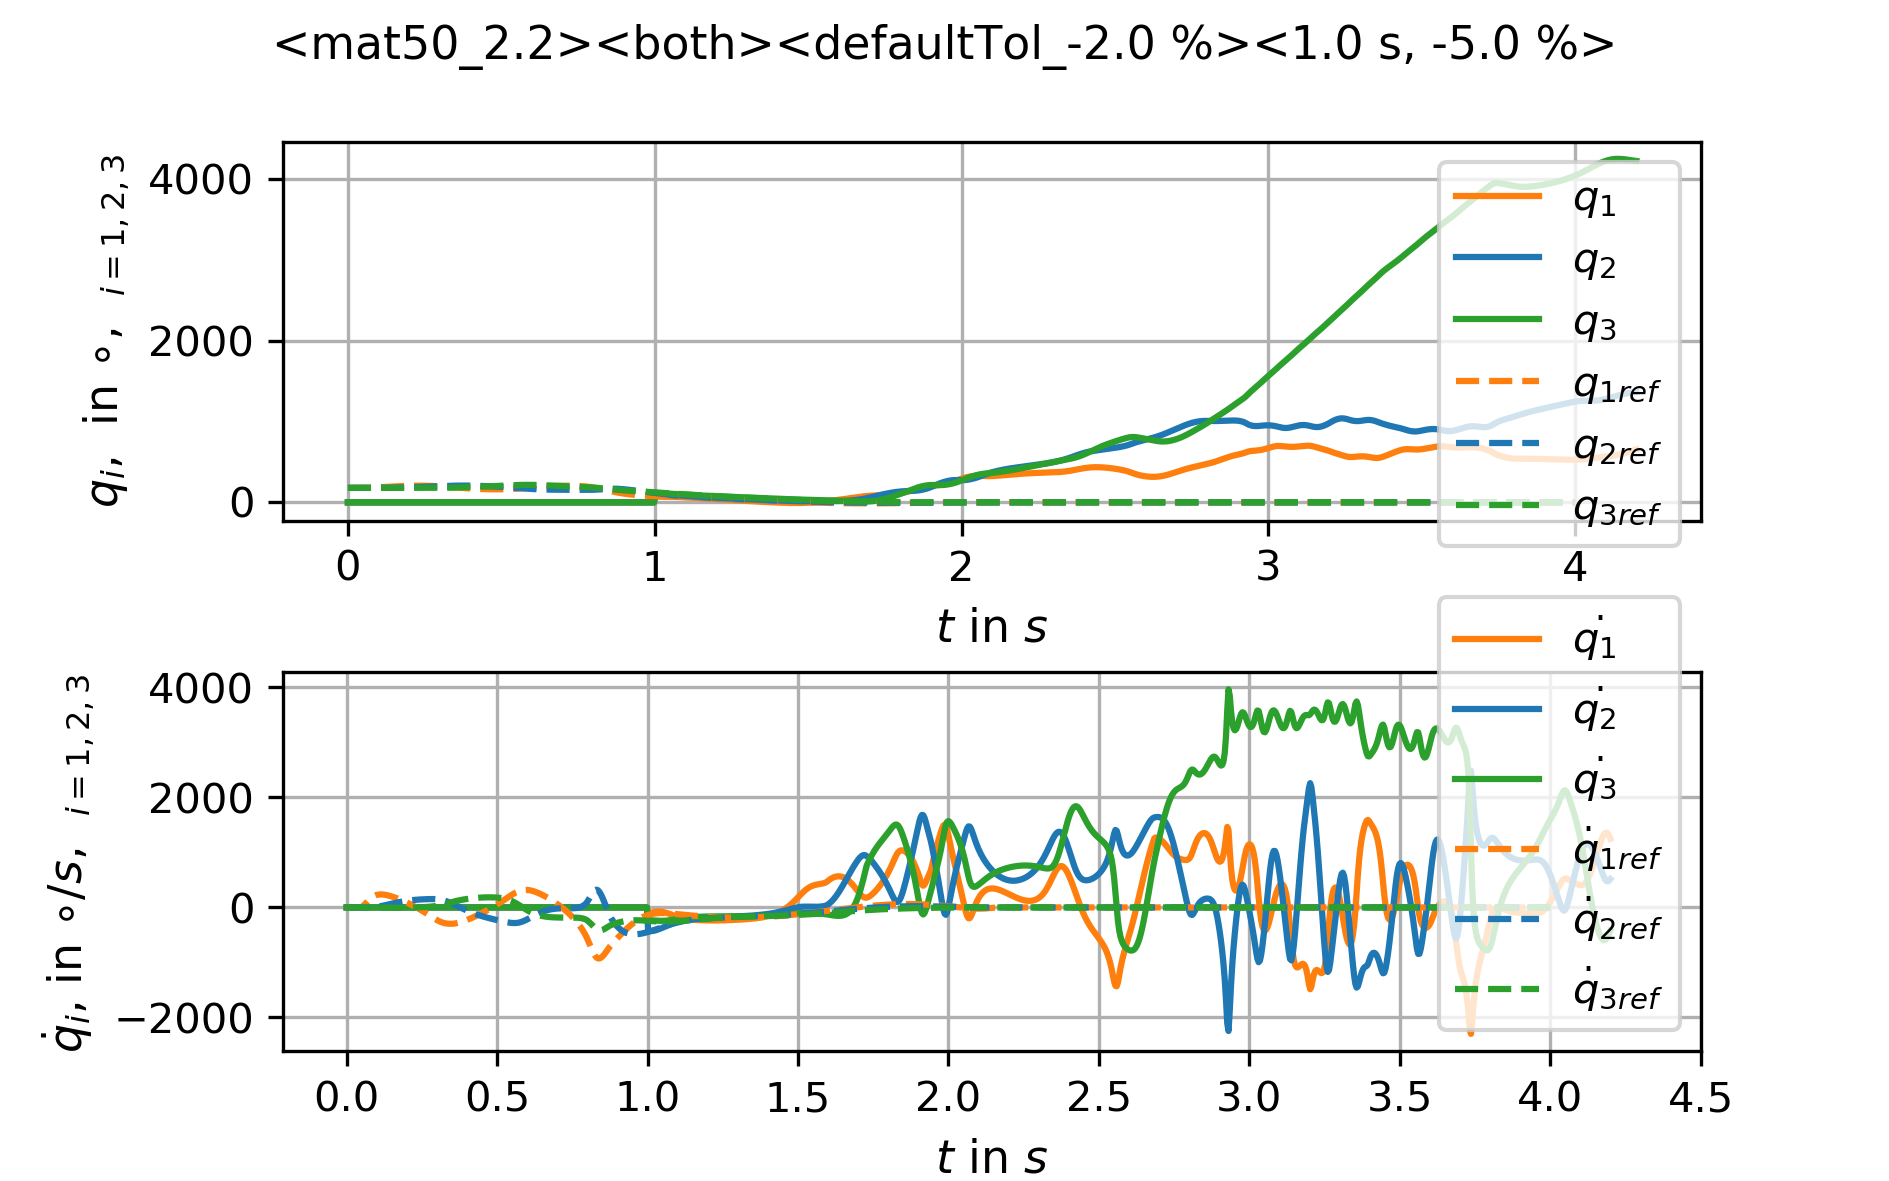 <mat50_2.2><both><defaultTol_-2.0 %><1.0 s, -5.0 %>
q_i, in °, i = 1, 2, 3
4000
2000
0
0 1 2 3 4
t in s
q_1
q_2
q_3
q_1ref
q_2ref
q_3ref
q̇_i, in °/s, i = 1, 2, 3
4000
2000
0
−2000
0.0 0.5 1.0 1.5 2.0 2.5 3.0 3.5 4.0 4.5
t in s
q̇_1
q̇_2
q̇_3
q̇_1ref
q̇_2ref
q̇_3ref